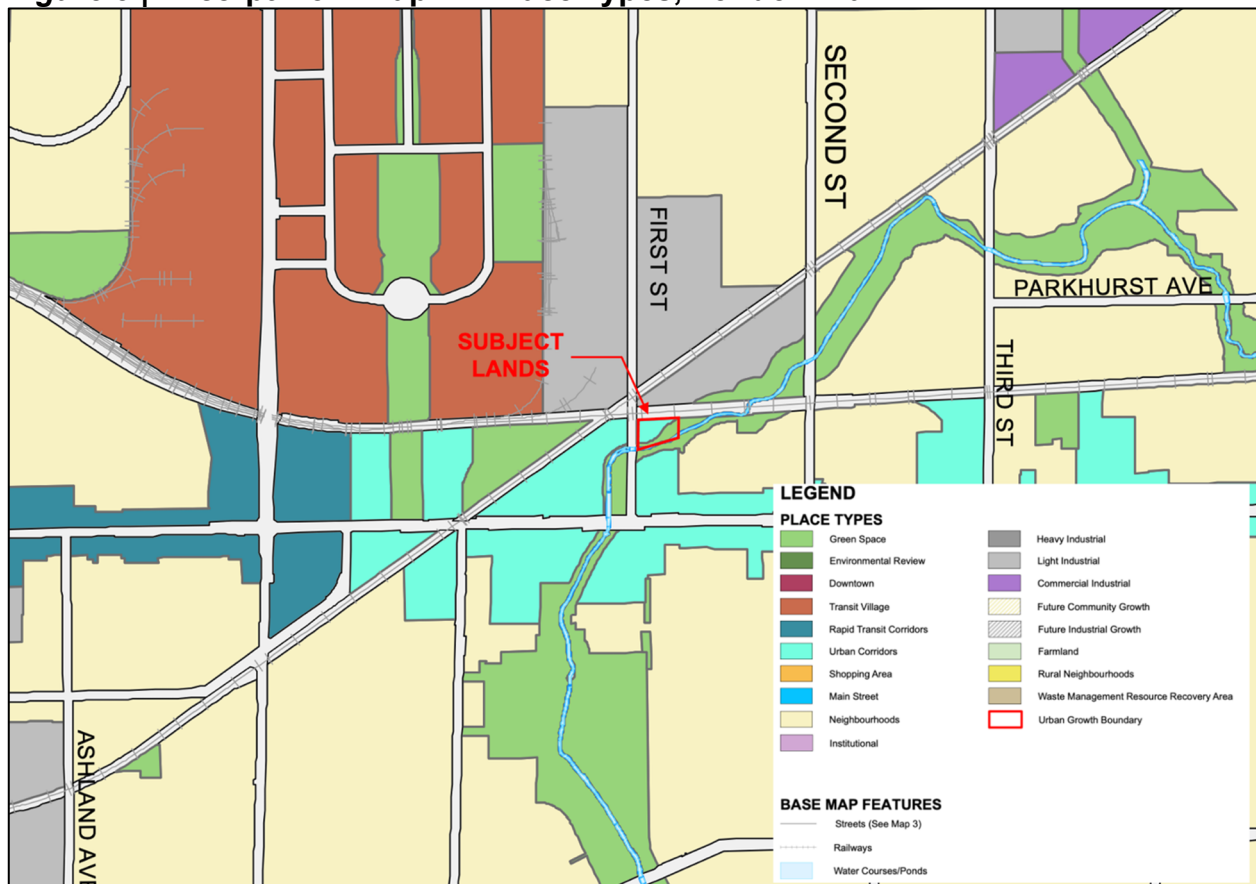 SECOND ST
FIRST ST
PARKHURST AVE
SUBJECT
LANDS
THIRD ST
ASHLAND AVE
LEGEND
PLACE TYPES
Green Space
Environmental Review
Downtown
Transit Village
Rapid Transit Corridors
Urban Corridors
Shopping Area
Main Street
Neighbourhoods
Institutional
Heavy Industrial
Light Industrial
Commercial Industrial
Future Community Growth
Future Industrial Growth
Farmland
Rural Neighbourhoods
Waste Management Resource Recovery Area
Urban Growth Boundary
BASE MAP FEATURES
Streets (See Map 3)
Railways
Water Courses/Ponds